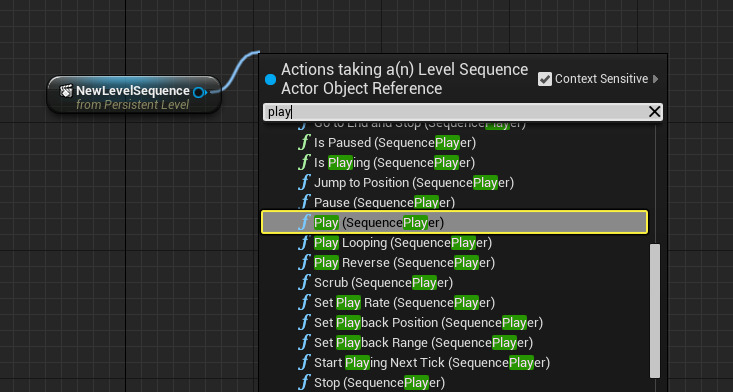 NewLevelSequence
from Persistent Level
Actions taking a(n) Level Sequence
Actor Object Reference
Context Sensitive
play
Go to End and Stop (SequencePlayer)
Is Paused (SequencePlayer)
Is Playing (SequencePlayer)
Jump to Position (SequencePlayer)
Pause (SequencePlayer)
Play (SequencePlayer)
Play Looping (SequencePlayer)
Play Reverse (SequencePlayer)
Scrub (SequencePlayer)
Set Play Rate (SequencePlayer)
Set Playback Position (SequencePlayer)
Set Playback Range (SequencePlayer)
Start Playing Next Tick (SequencePlayer)
Stop (SequencePlayer)